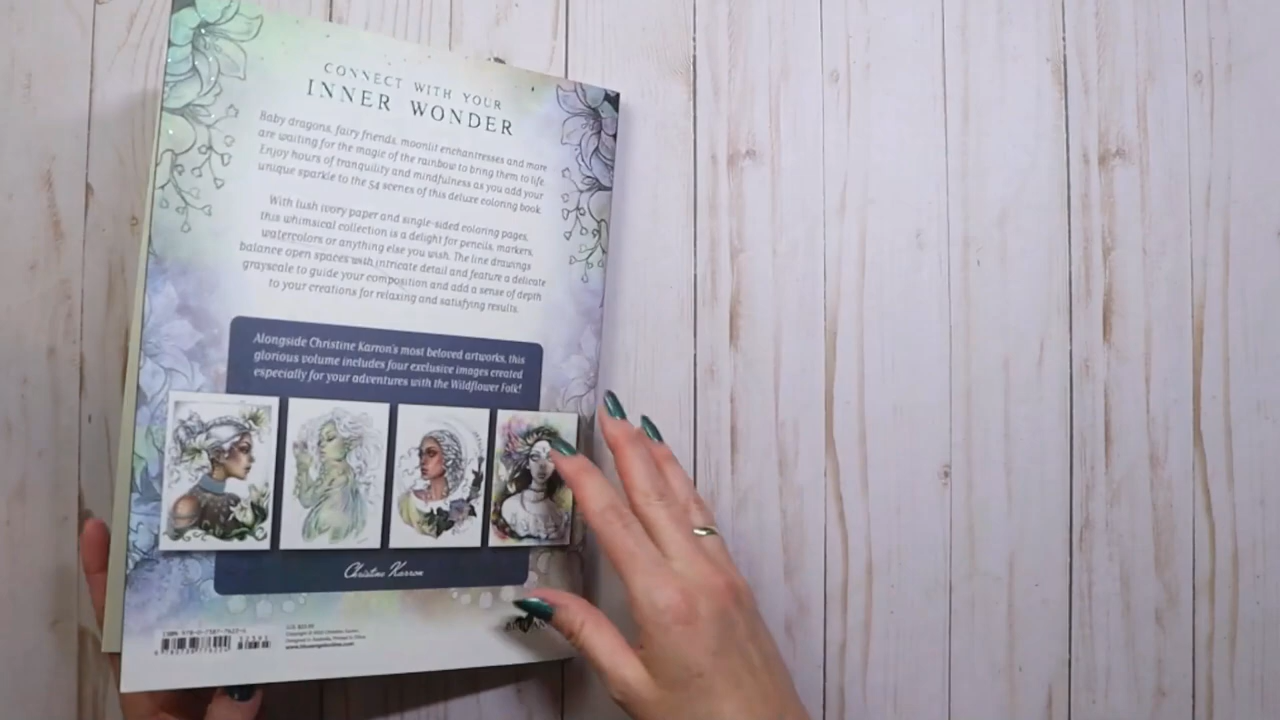 CONNECT WITH YOUR
INNER WONDER
Baby dragons, fairy friends, moonlit enchantresses and more
are waiting for the magic of the rainbow to bring them to life.
Enjoy hours of tranquility and mindfulness as you add your
unique sparkle to the 54 scenes of this deluxe coloring book.
With lush ivory paper and single-sided coloring pages,
this whimsical collection is a delight for pencils, markers,
watercolors or anything else you wish. The line drawings
balance open spaces with intricate detail and feature a delicate
grayscale to guide your composition and add a sense of depth
to your creations for relaxing and satisfying results.
Alongside Christine Karron's most beloved artworks, this
glorious volume includes four exclusive images created
especially for your adventures with the Wildflower Folk!
Christine Karron